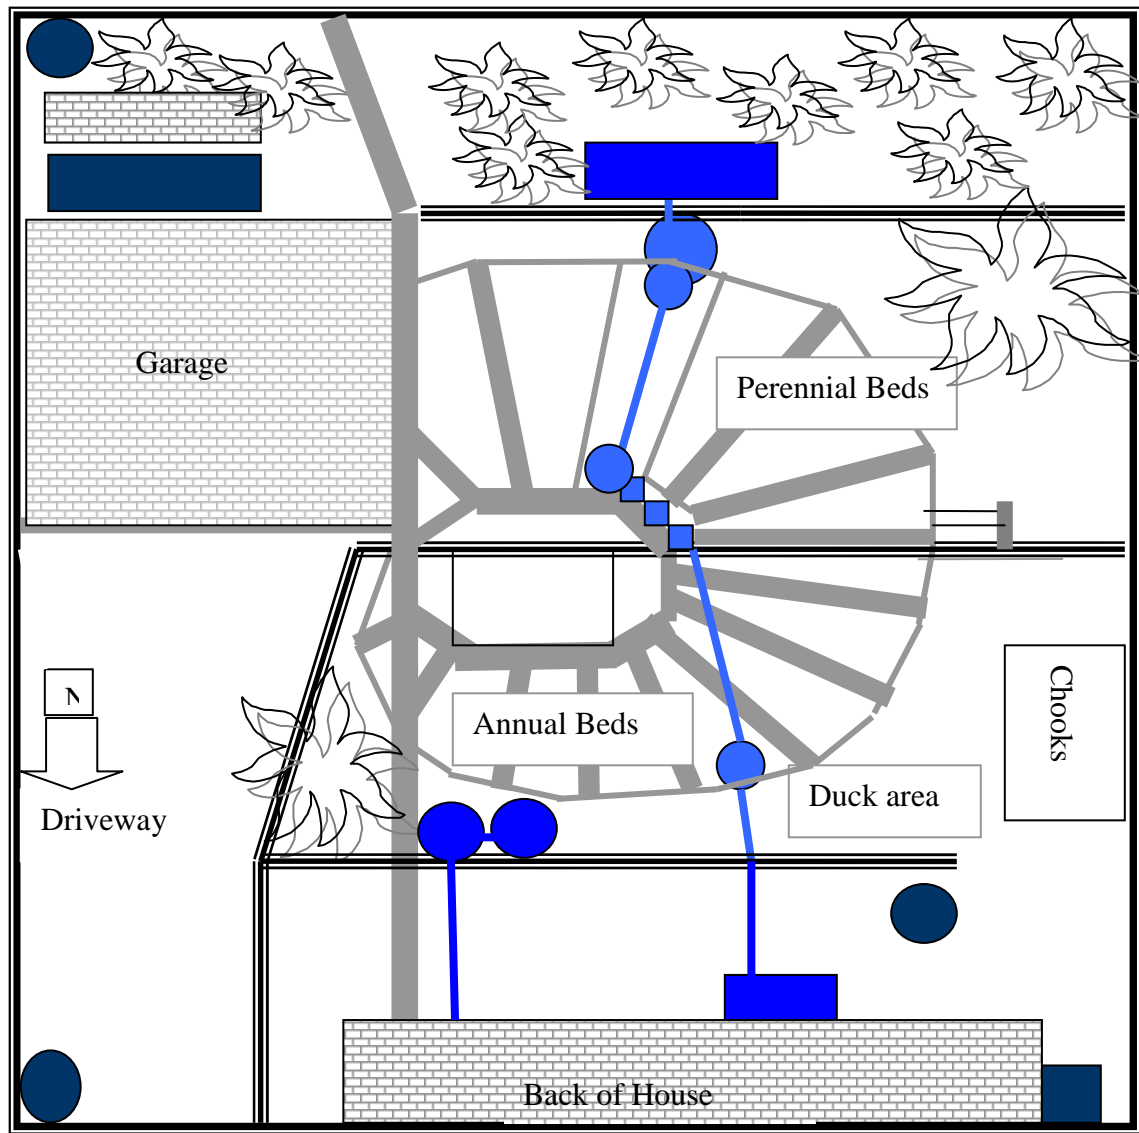 Garage
Perennial Beds
N
Chooks
Annual Beds
Duck area
Driveway
Back of House